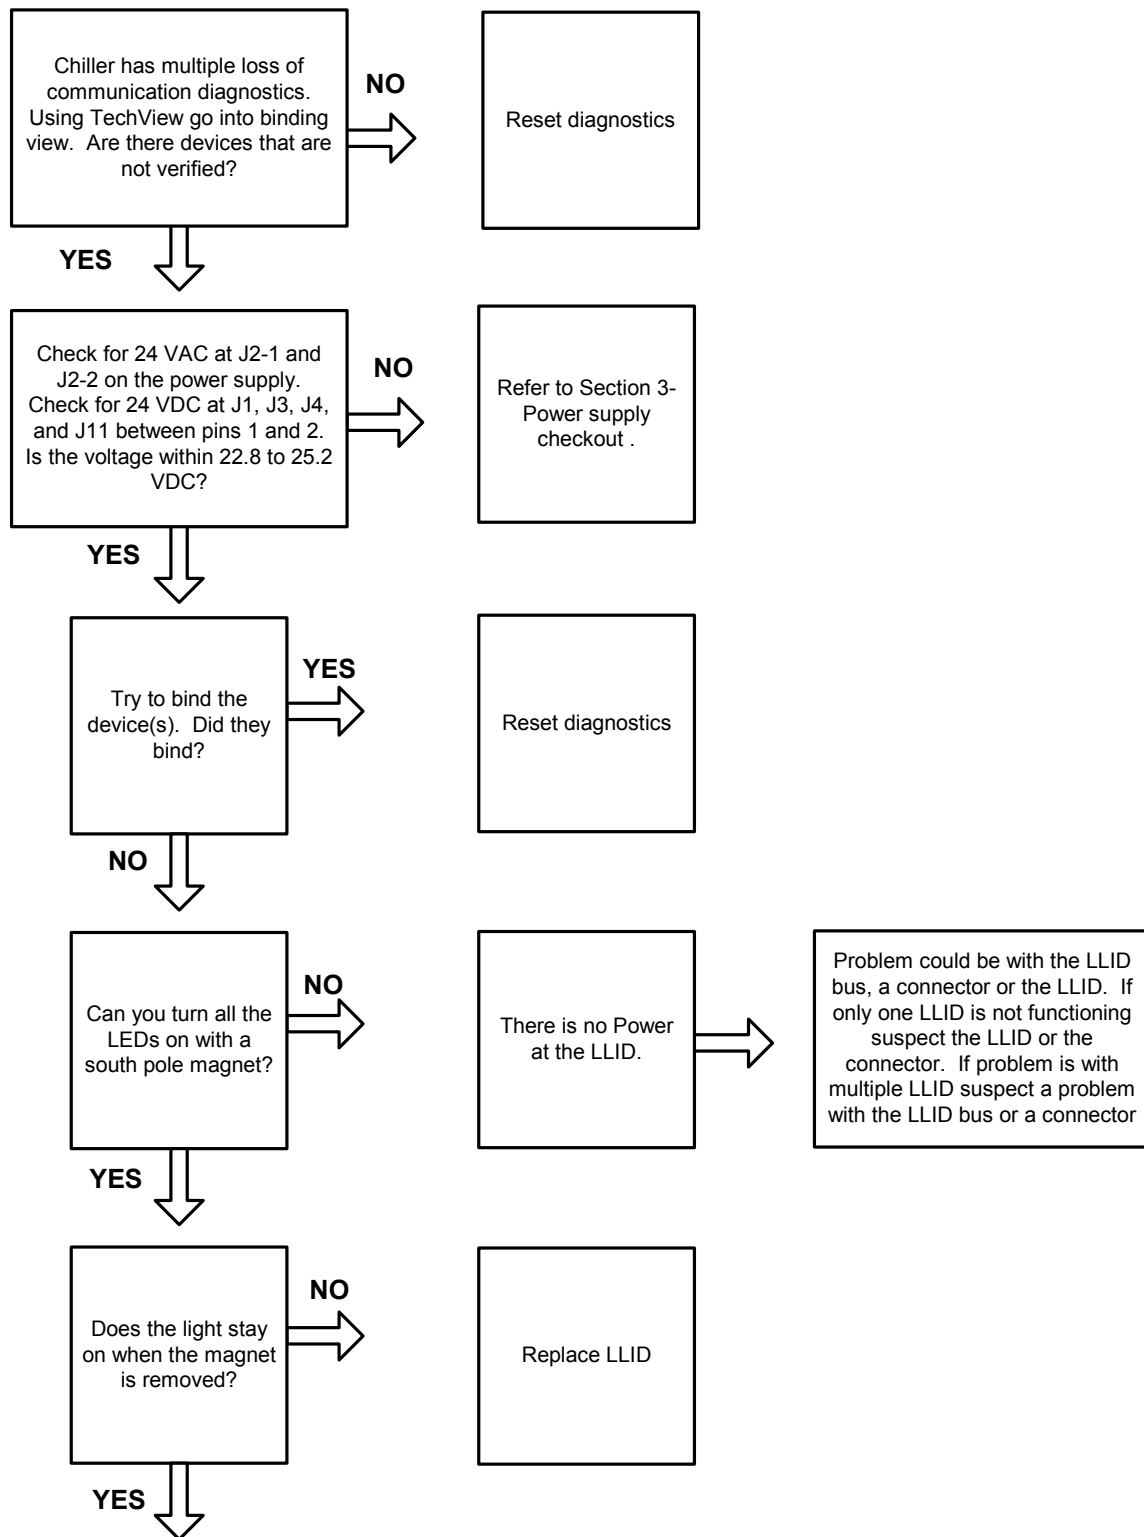 Chiller has multiple loss of
communication diagnostics.
Using TechView go into binding
view.  Are there devices that are
not verified?
NO
Reset diagnostics
YES
Check for 24 VAC at J2-1 and
J2-2 on the power supply.
Check for 24 VDC at J1, J3, J4,
and J11 between pins 1 and 2.
Is the voltage within 22.8 to 25.2
VDC?
NO
Refer to Section 3-
Power supply
checkout .
YES
Try to bind the
device(s).  Did they
bind?
YES
Reset diagnostics
NO
Can you turn all the
LEDs on with a
south pole magnet?
NO
There is no Power
at the LLID.
Problem could be with the LLID
bus, a connector or the LLID.  If
only one LLID is not functioning
suspect the LLID or the
connector.  If problem is with
multiple LLID suspect a problem
with the LLID bus or a connector
YES
Does the light stay
on when the magnet
is removed?
NO
Replace LLID
YES